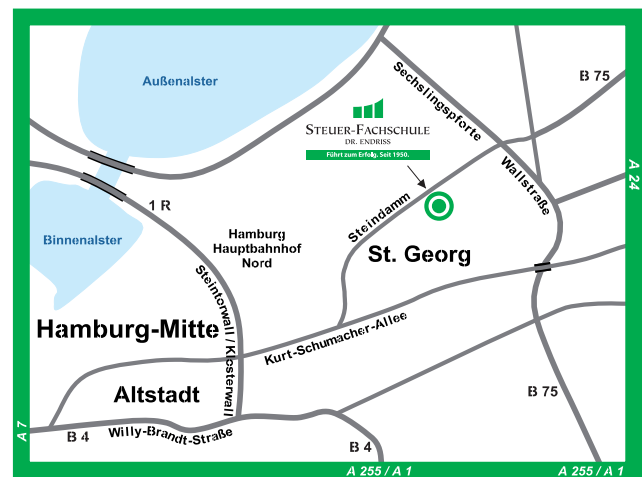 Außenalster
B 75
Sechslingspforte
STEUER-FACHSCHULE
DR. ENDRISS
Führt zum Erfolg. Seit 1950.
A 24
Wallstraße
1 R
Steindamm
Binnenalster
Hamburg
Hauptbahnhof
Nord
St. Georg
Steintorwall / Klosterwall
Hamburg-Mitte
Kurt-Schumacher-Allee
Altstadt
B 75
A 7
B 4
Willy-Brandt-Straße
B 4
A 255 / A 1
A 255 / A 1